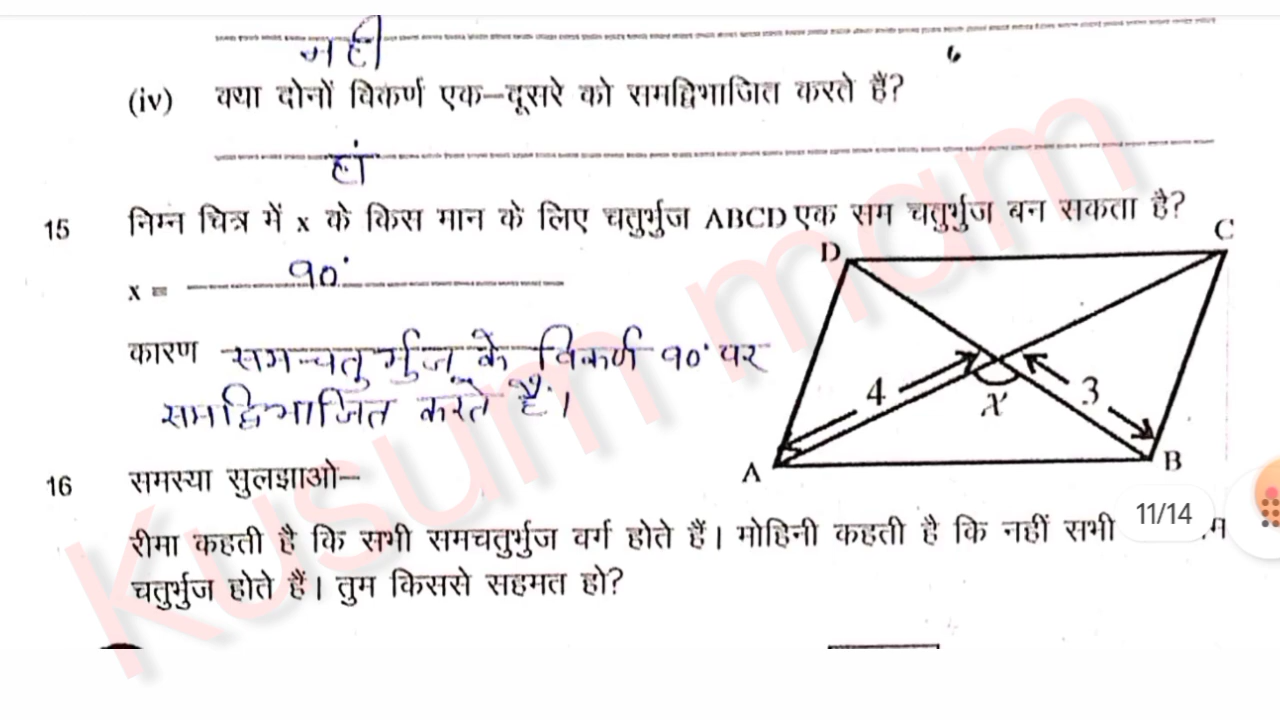 नहीं
(iv) क्या दोनों विकर्ण एक–दूसरे को समद्विभाजित करते हैं?
हां
15 निम्न चित्र में x के किस मान के लिए चतुर्भुज ABCD एक सम चतुर्भुज बन सकता है?
x = 90°
कारण समचतुर्भुज के विकर्ण 90° पर
समद्विभाजित करते हैं।
D C
4 x 3
A B
16 समस्या सुलझाओ–
रीमा कहती है कि सभी समचतुर्भुज वर्ग होते हैं। मोहिनी कहती है कि नहीं सभी
चतुर्भुज होते हैं। तुम किससे सहमत हो?
11/14
Kusum mam